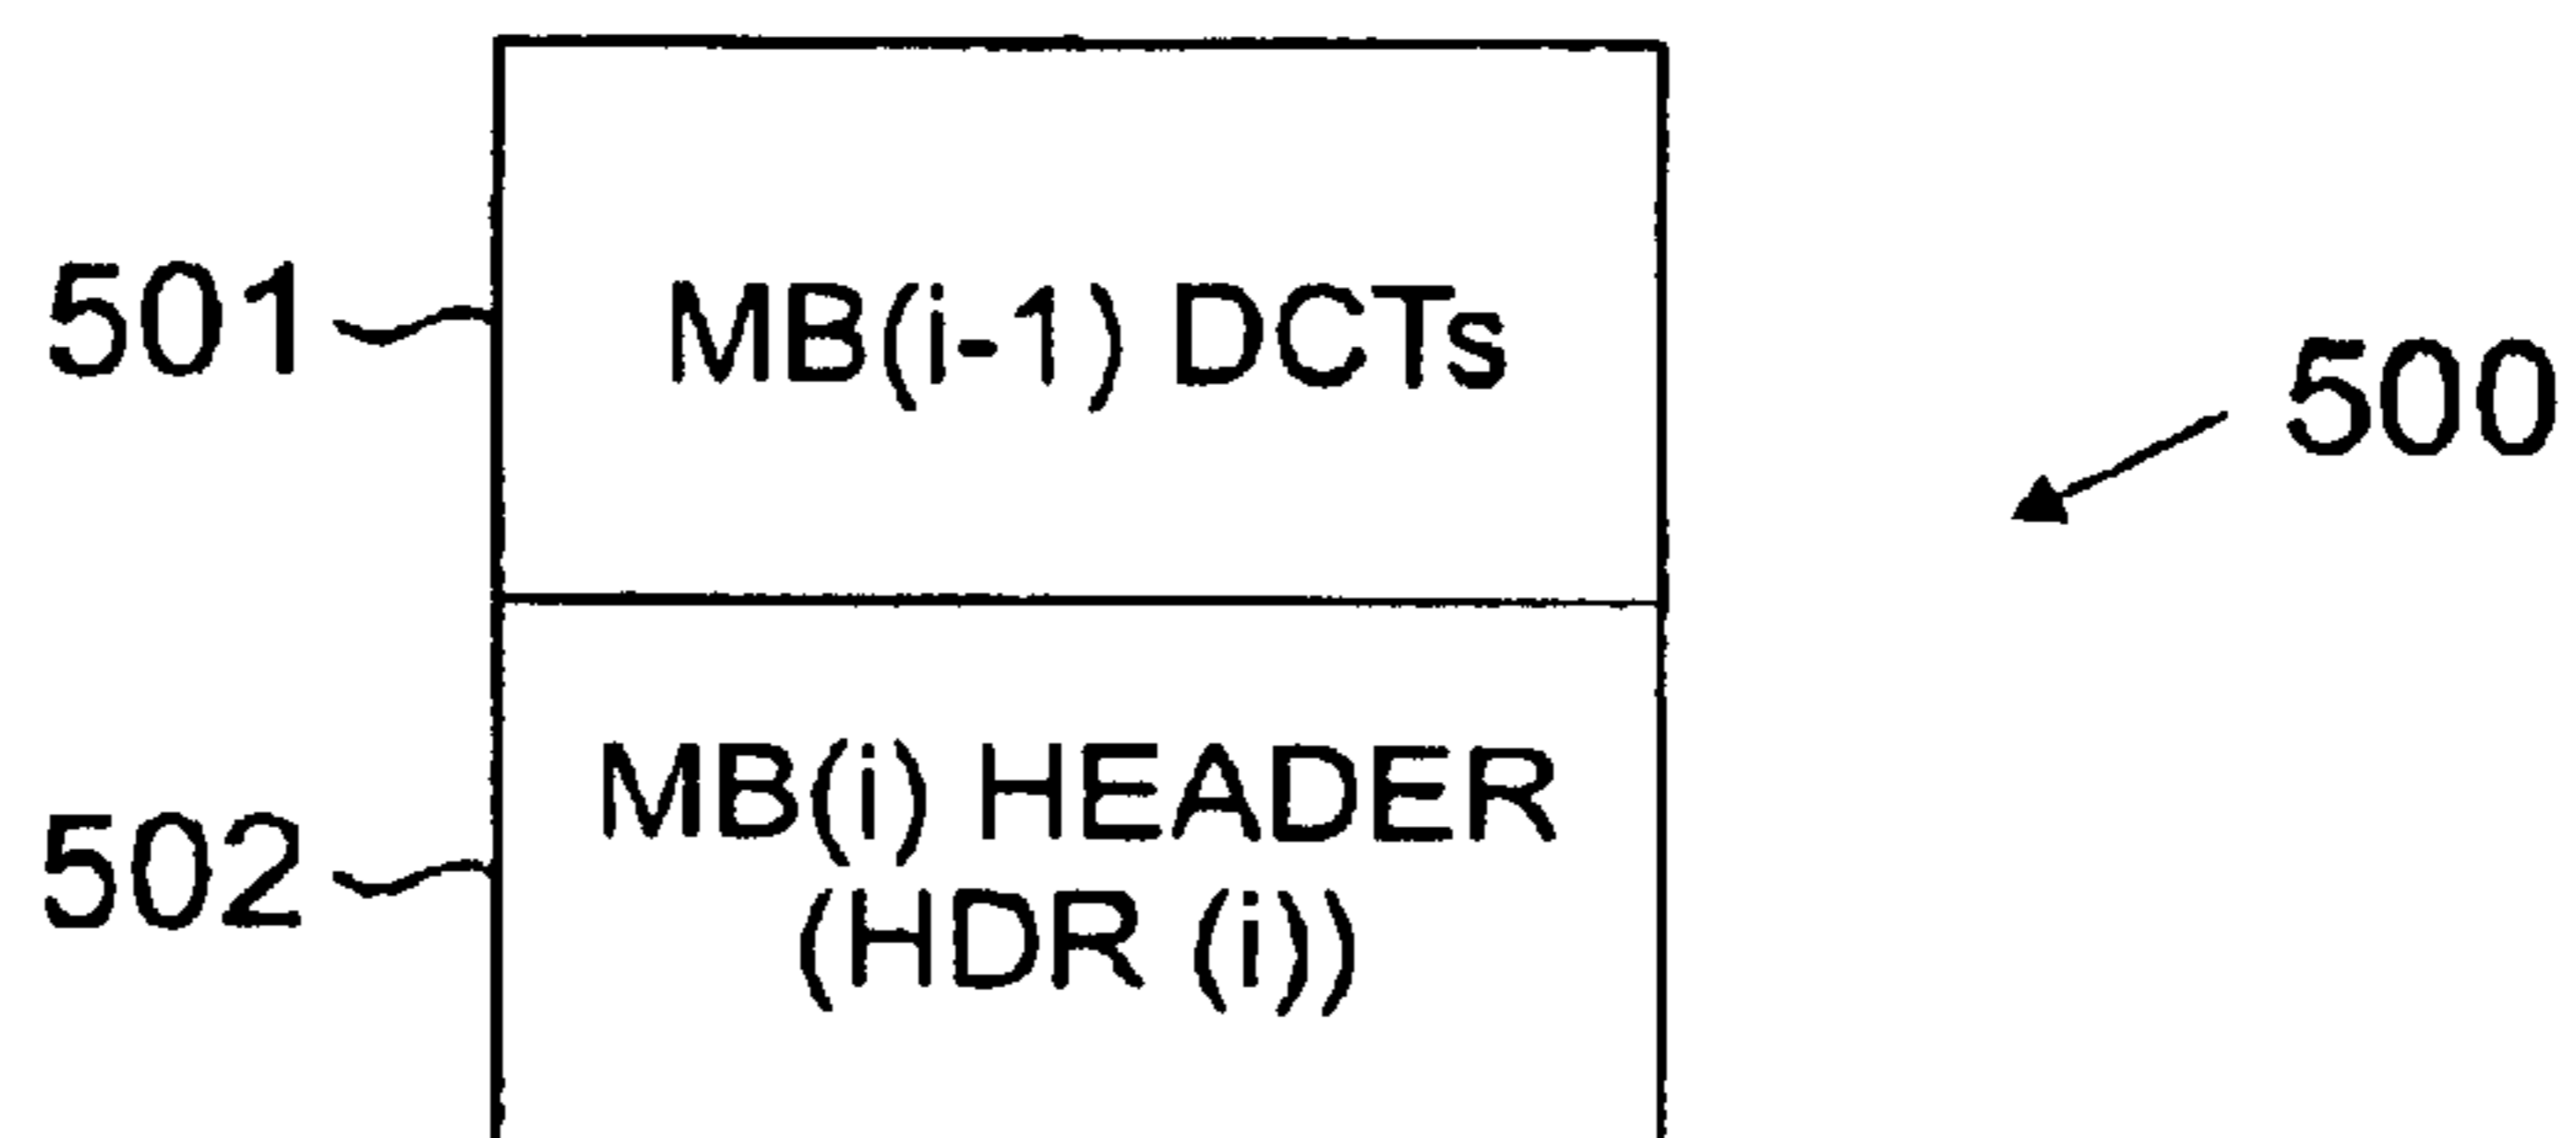 501
MB(i-1) DCTs
500
502
MB(i) HEADER
(HDR (i))